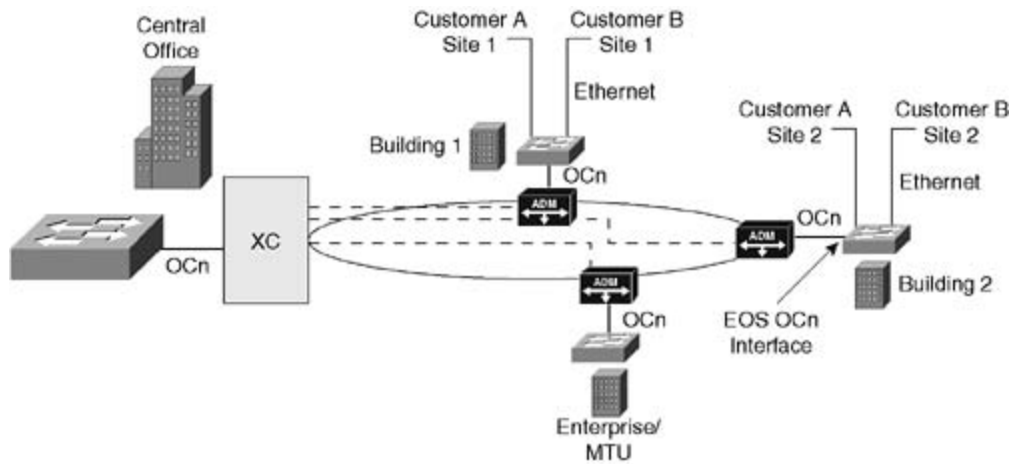 Central
Office
Customer A
Site 1
Customer B
Site 1
Ethernet
Building 1
OCn
ADM
Customer A
Site 2
Customer B
Site 2
Ethernet
XC
OCn
ADM
OCn
Building 2
EOS OCn
Interface
ADM
OCn
Enterprise/
MTU